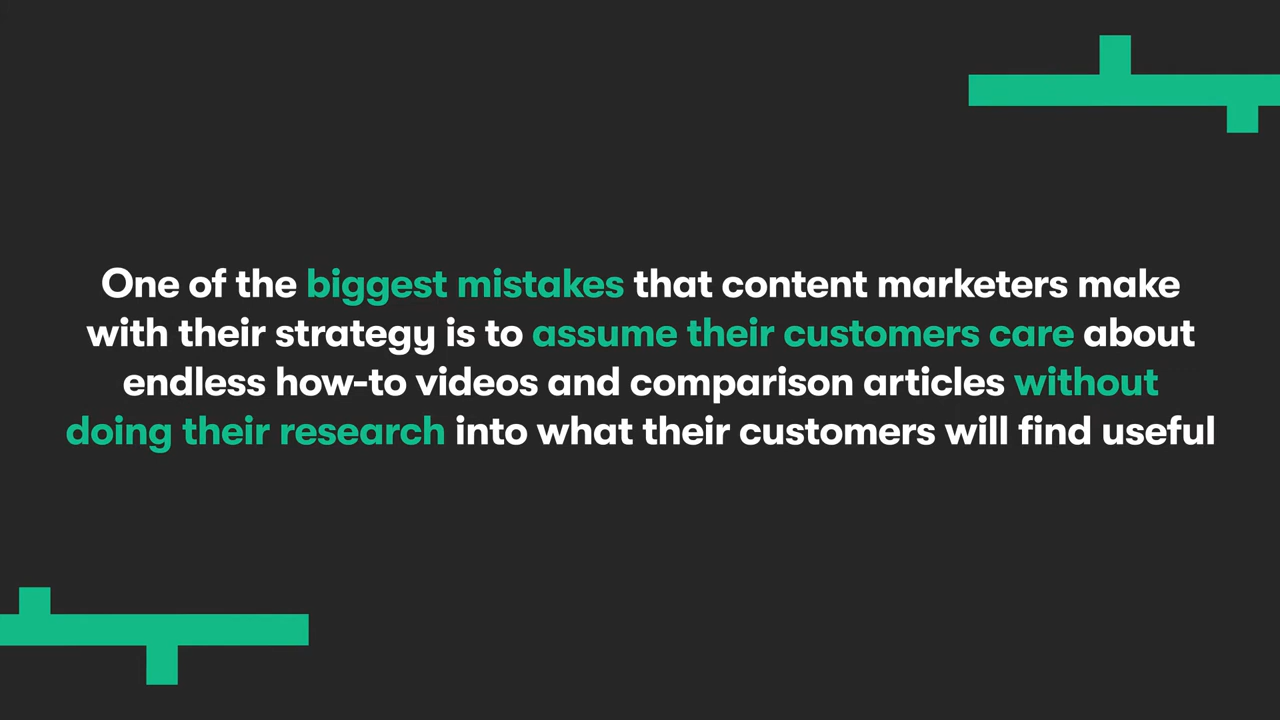 One of the biggest mistakes that content marketers make
with their strategy is to assume their customers care about
endless how-to videos and comparison articles without
doing their research into what their customers will find useful